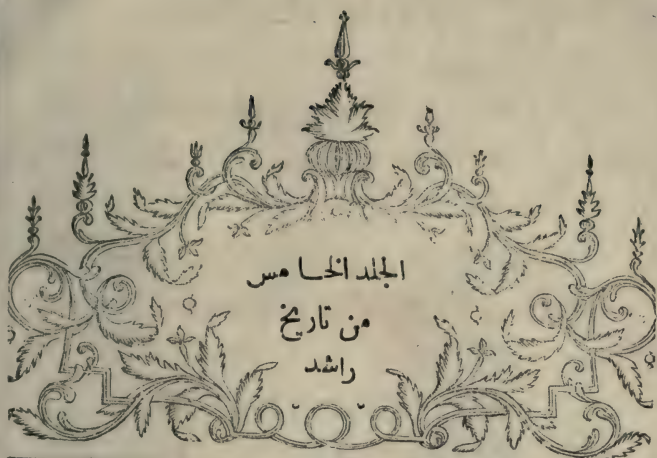 الجلد الخامس
من تاريخ
راشد